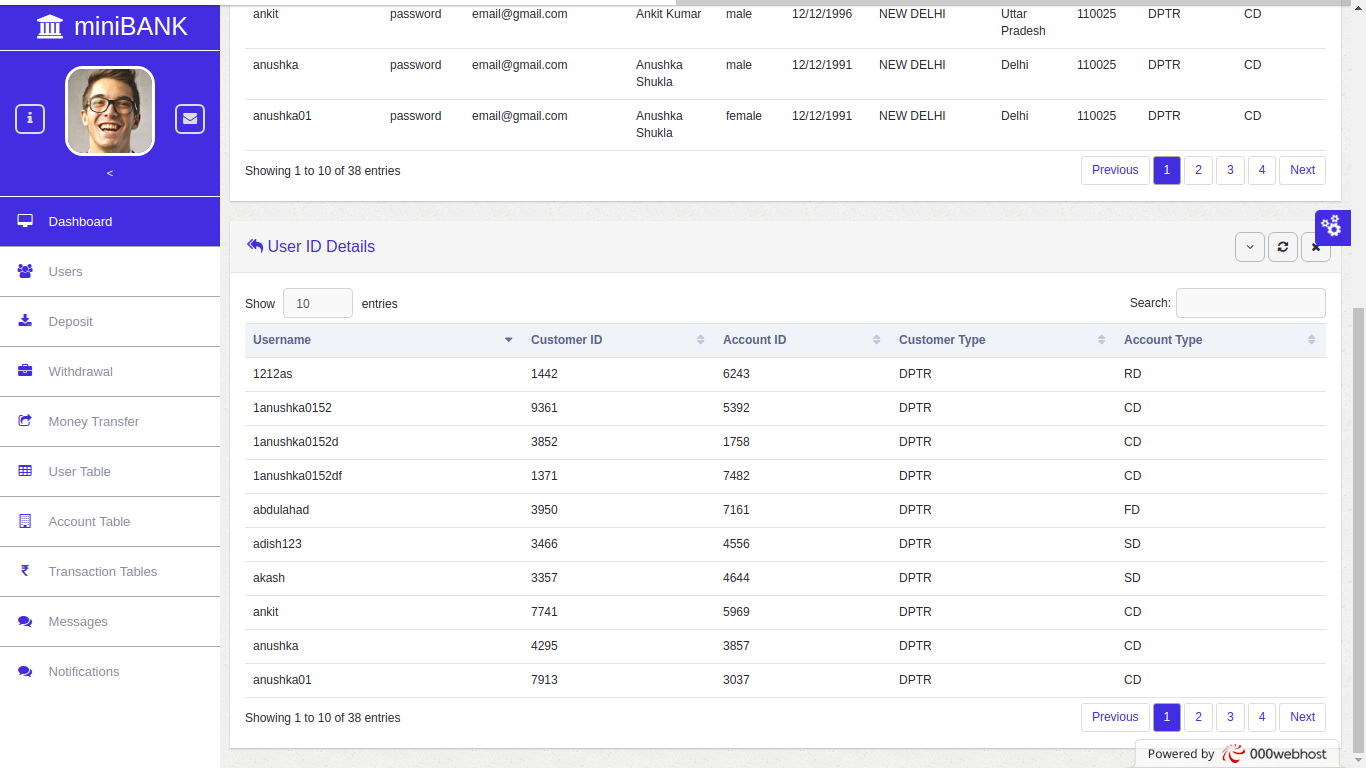 miniBANK
<
Dashboard
Users
Deposit
Withdrawal
Money Transfer
User Table
Account Table
Transaction Tables
Messages
Notifications
ankit password email@gmail.com Ankit Kumar male 12/12/1996 NEW DELHI Uttar Pradesh 110025 DPTR CD
anushka password email@gmail.com Anushka Shukla male 12/12/1991 NEW DELHI Delhi 110025 DPTR CD
anushka01 password email@gmail.com Anushka Shukla female 12/12/1991 NEW DELHI Delhi 110025 DPTR CD
Showing 1 to 10 of 38 entries Previous 1 2 3 4 Next
User ID Details
Show 10 entries Search:
Username Customer ID Account ID Customer Type Account Type
1212as 1442 6243 DPTR RD
1anushka0152 9361 5392 DPTR CD
1anushka0152d 3852 1758 DPTR CD
1anushka0152df 1371 7482 DPTR CD
abdulahad 3950 7161 DPTR FD
adish123 3466 4556 DPTR SD
akash 3357 4644 DPTR SD
ankit 7741 5969 DPTR CD
anushka 4295 3857 DPTR CD
anushka01 7913 3037 DPTR CD
Showing 1 to 10 of 38 entries Previous 1 2 3 4 Next
Powered by 000webhost